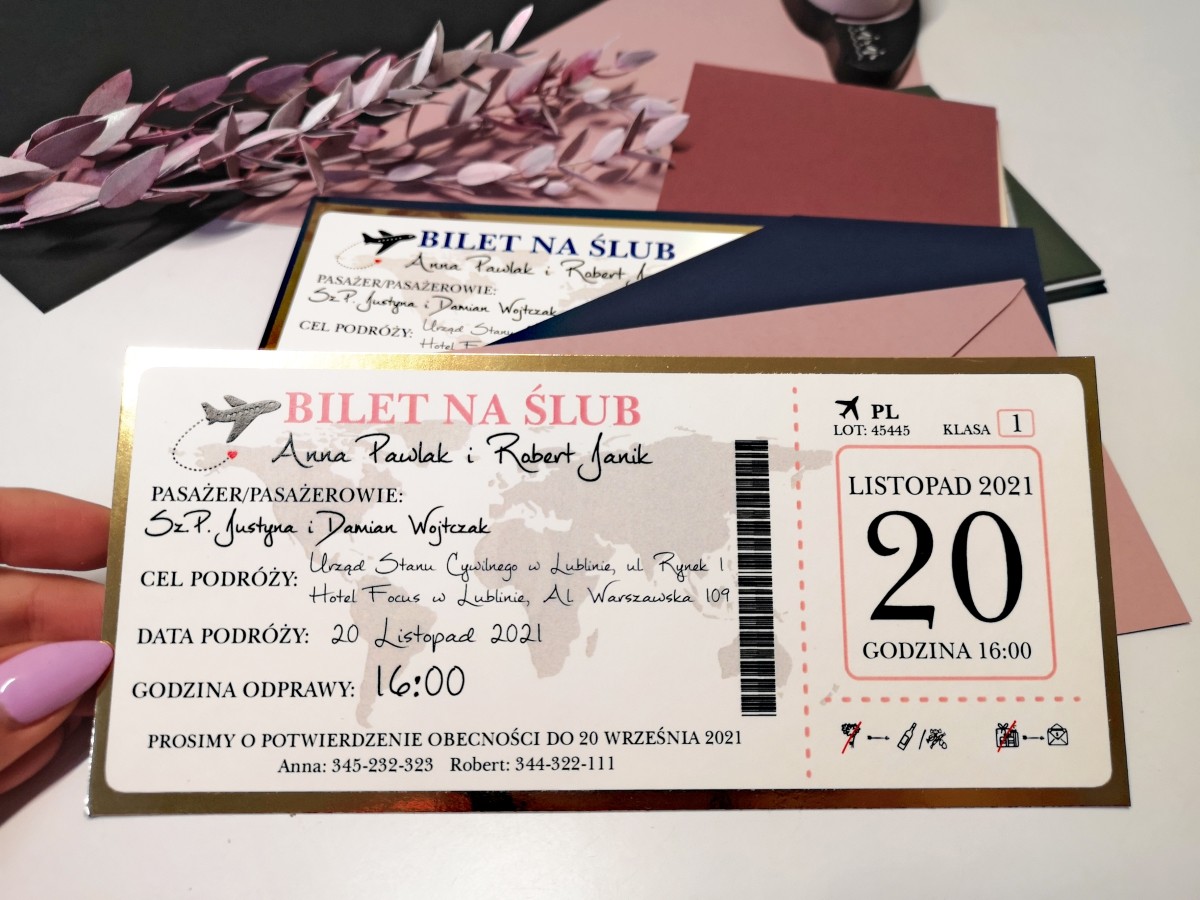 BILET NA ŚLUB
Anna Pawlak i Robert
PASAŻER/PASAŻEROWIE:
Sz.P. Justyna i Damian Wojtczak
CEL PODRÓŻY: Urząd Stanu
Hotel
BILET NA ŚLUB
Anna Pawlak i Robert Janik
PASAŻER/PASAŻEROWIE:
Sz.P. Justyna i Damian Wojtczak
CEL PODRÓŻY: Urząd Stanu Cywilnego w Lublinie, ul. Rynek 1
Hotel Focus w Lublinie, Al. Warszawska 109
DATA PODRÓŻY: 20 Listopad 2021
GODZINA ODPRAWY: 16:00
PROSIMY O POTWIERDZENIE OBECNOŚCI DO 20 WRZEŚNIA 2021
Anna: 345-232-323 Robert: 344-322-111
PL
LOT: 45445 KLASA 1
LISTOPAD 2021
20
GODZINA 16:00